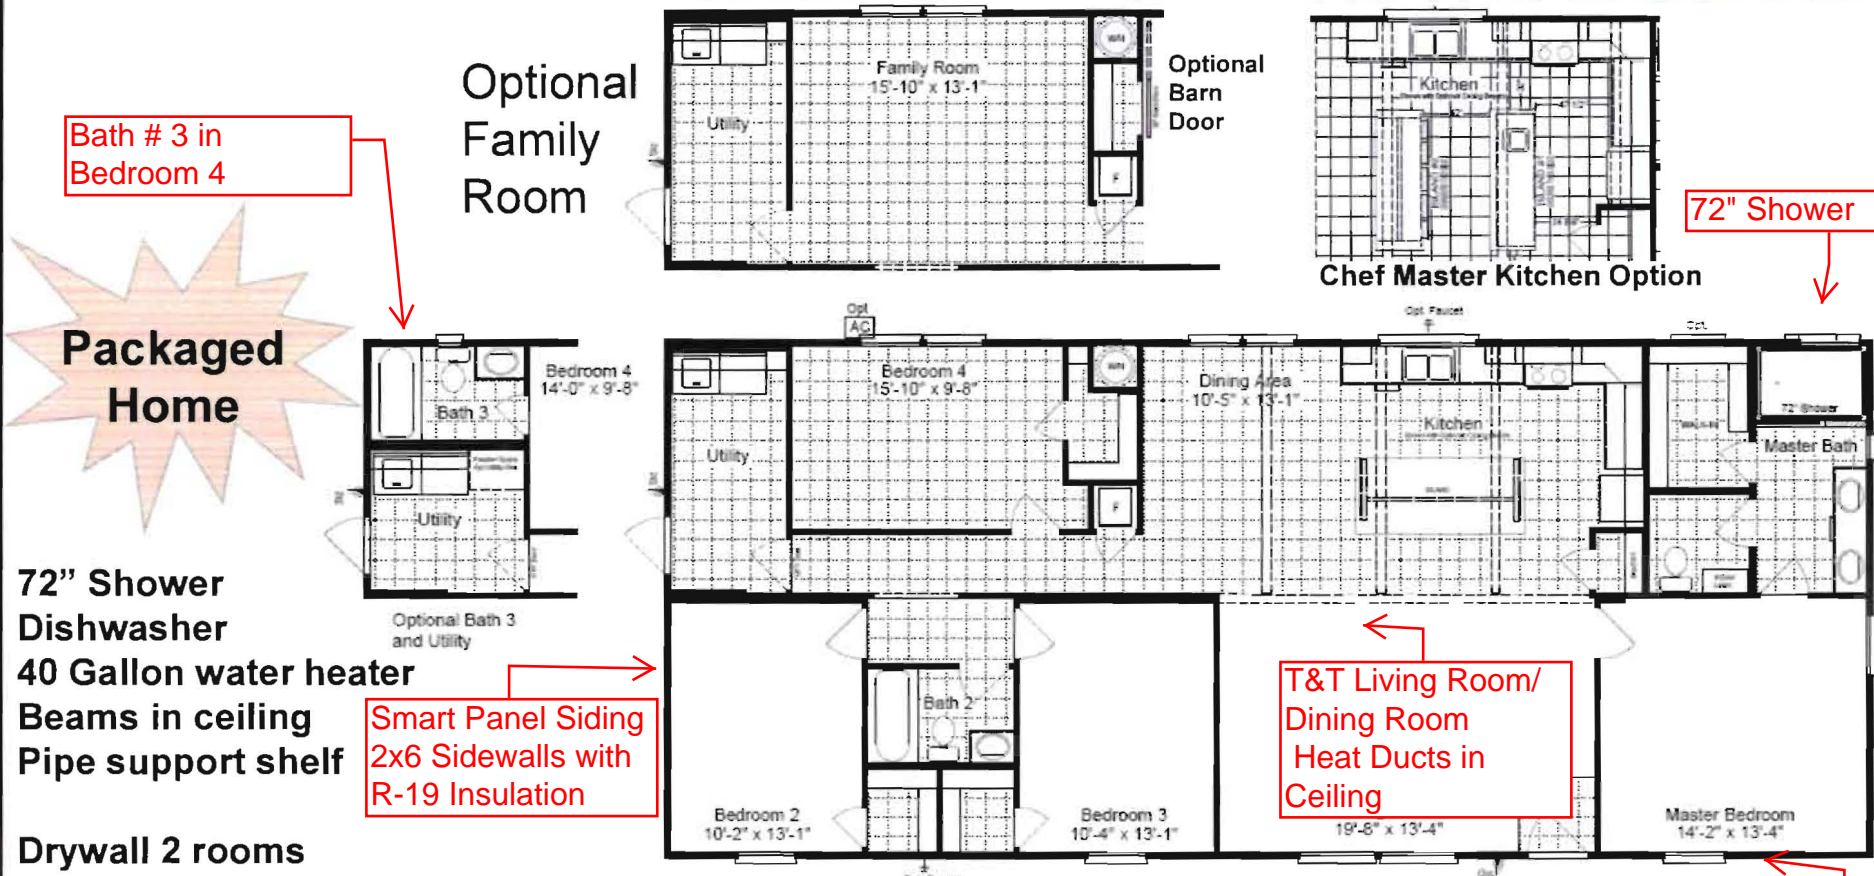 Optional
Family
Room
Utility
Family Room
15'-10" x 13'-1"
W/H
F
Optional
Barn
Door
Kitchen
Chef Master Kitchen Option
Bath # 3 in
Bedroom 4
72" Shower
Packaged
Home
Bath 3
Bedroom 4
14'-0" x 9'-8"
Utility
Optional Bath 3
and Utility
Opt
AC
Utility
Bedroom 4
15'-10" x 9'-8"
W/H
F
Dining Area
10'-5" x 13'-1"
Opt. Faucet
Kitchen
ISLAND
Opt.
WALK-IN
72" Shower
Master Bath
72” Shower
Dishwasher
40 Gallon water heater
Beams in ceiling
Pipe support shelf
Drywall 2 rooms
Smart Panel Siding
2x6 Sidewalls with
R-19 Insulation
Bath 2
Bedroom 2
10'-2" x 13'-1"
Bedroom 3
10'-4" x 13'-1"
T&T Living Room/
Dining Room
Heat Ducts in
Ceiling
19'-8" x 13'-4"
Master Bedroom
14'-2" x 13'-4"